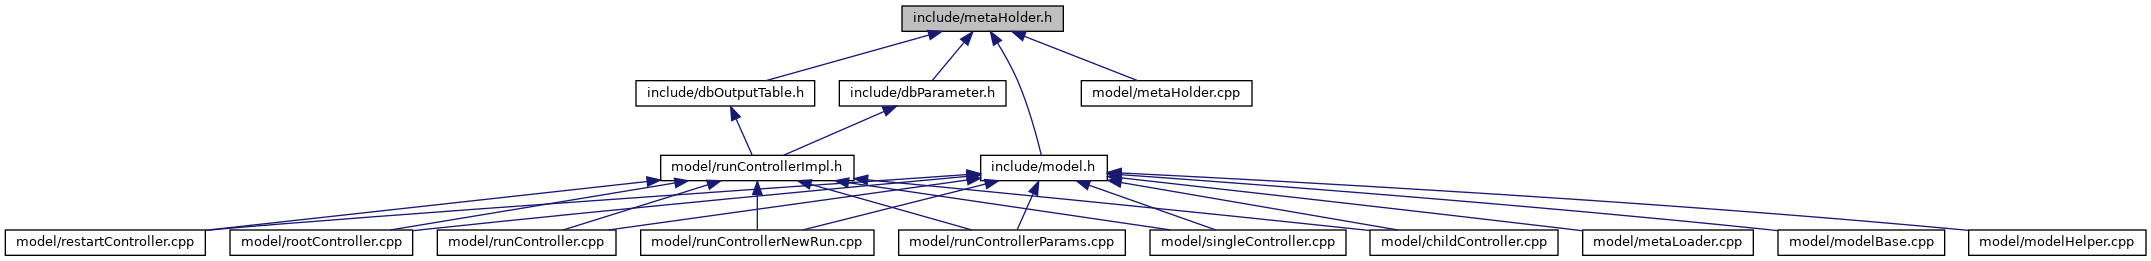 include/metaHolder.h
include/dbOutputTable.h
include/dbParameter.h
model/metaHolder.cpp
model/runControllerImpl.h
include/model.h
model/restartController.cpp
model/rootController.cpp
model/runController.cpp
model/runControllerNewRun.cpp
model/runControllerParams.cpp
model/singleController.cpp
model/childController.cpp
model/metaLoader.cpp
model/modelBase.cpp
model/modelHelper.cpp